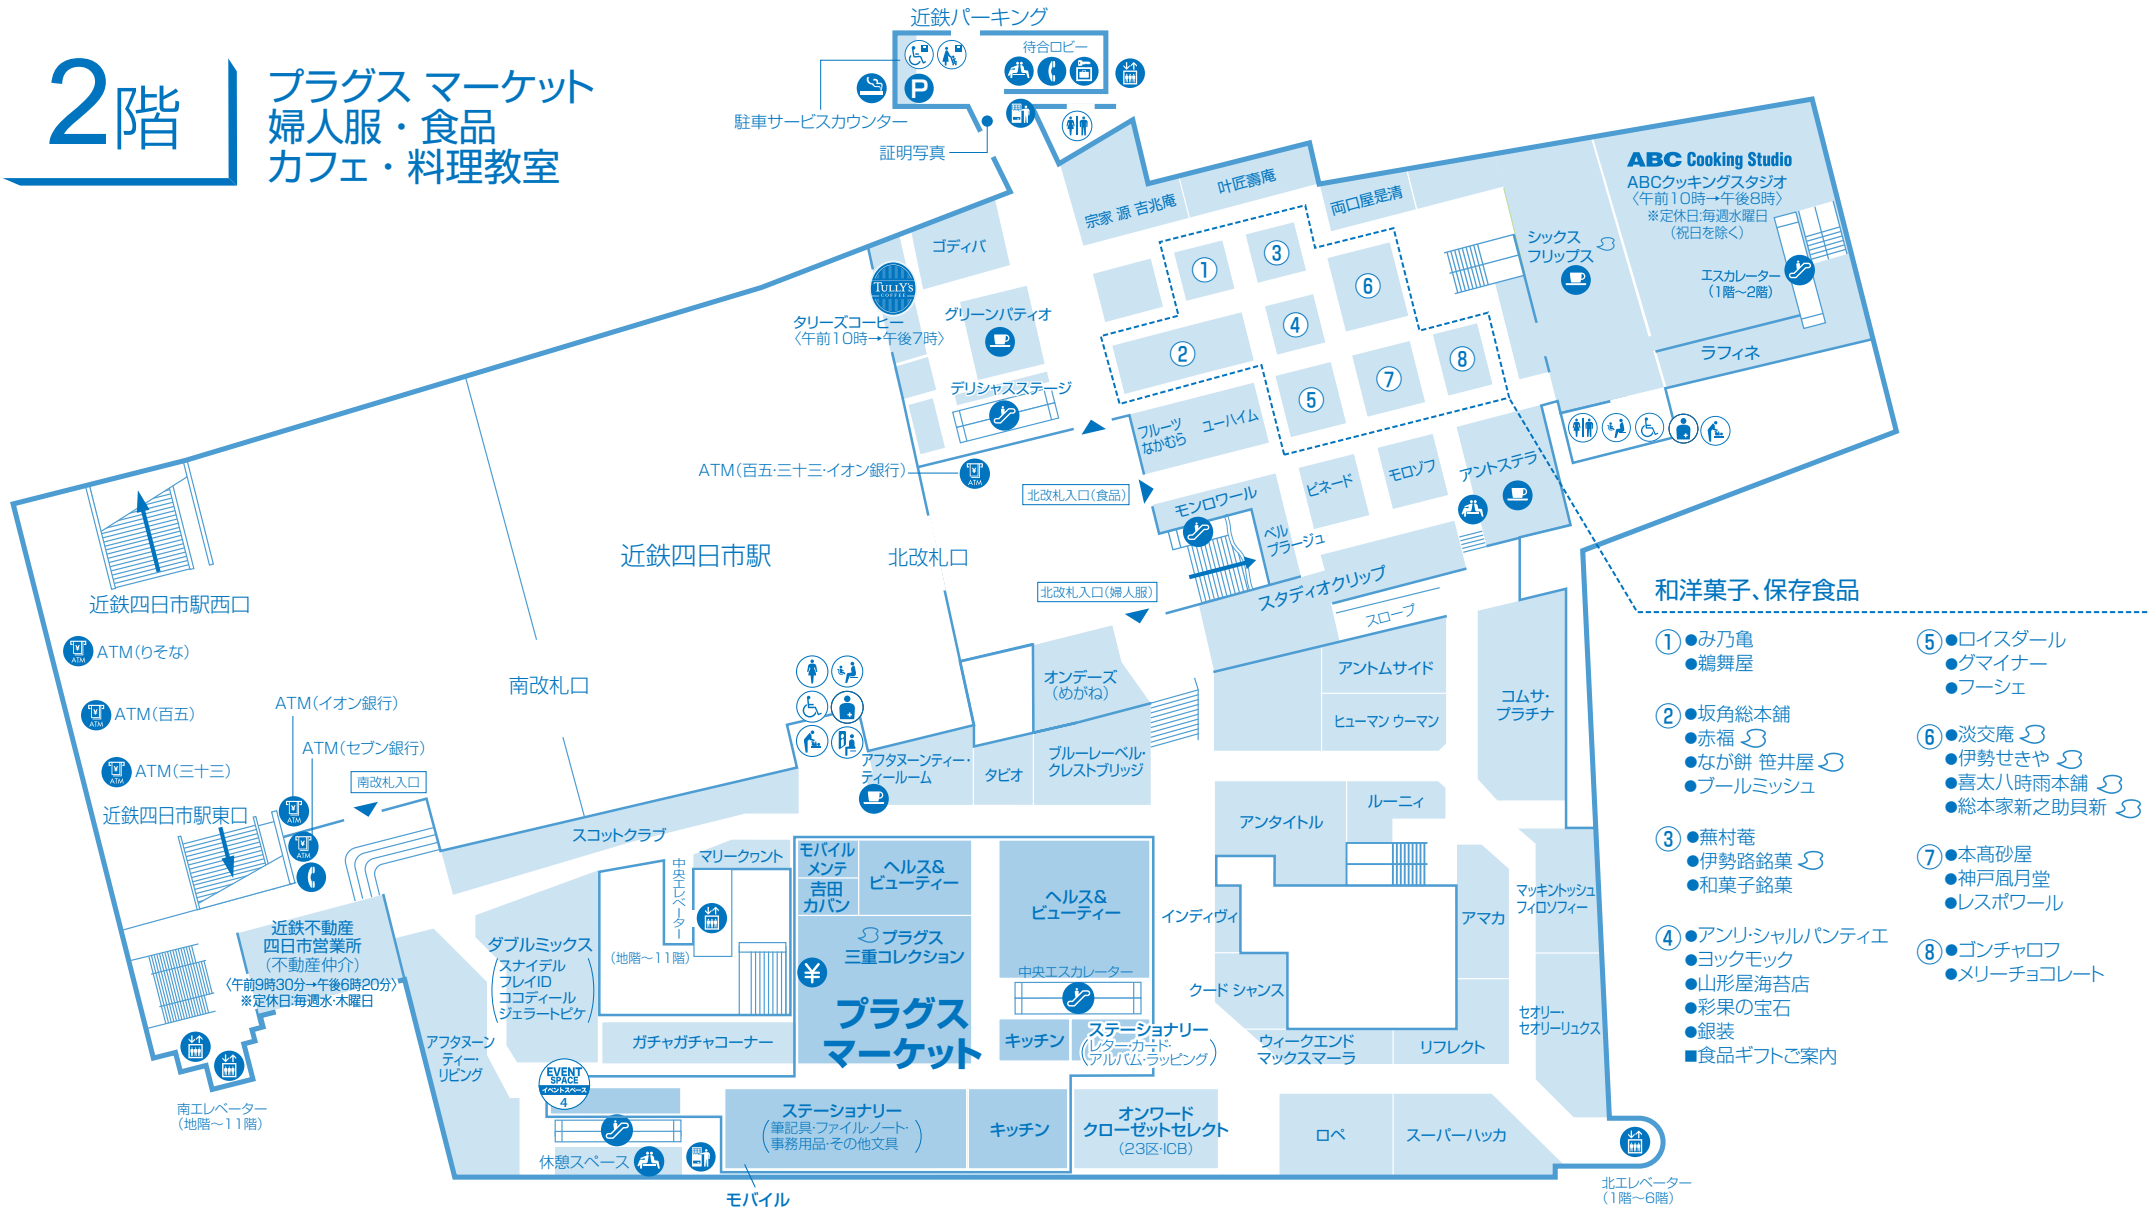 2階
プラグス マーケット
婦人服・食品
カフェ・料理教室
近鉄パーキング
待合ロビー
P
駐車サービスカウンター
証明写真
宗家 源 吉兆庵
叶匠壽庵
両口屋是清
ABC Cooking Studio
ABCクッキングスタジオ
〈午前10時→午後8時〉
※定休日:毎週水曜日
(祝日を除く)
エスカレーター
(1階~2階)
シックス
フリップス
ラフィネ
ゴディバ
TULLY'S
COFFEE
タリーズコーヒー
〈午前10時→午後7時〉
グリーンパティオ
デリシャスステージ
①
②
③
④
⑤
⑥
⑦
⑧
フルーツ
なかむら
ユーハイム
ATM(百五・三十三・イオン銀行)
ATM
北改札入口(食品)
モンロワール
ビネード
モロゾフ
アントステラ
ベル
プラージュ
スタディオクリップ
スロープ
近鉄四日市駅
北改札口
北改札入口(婦人服)
南改札口
近鉄四日市駅西口
ATM
ATM(りそな)
ATM
ATM(百五)
ATM
ATM(三十三)
近鉄四日市駅東口
ATM(イオン銀行)
ATM(セブン銀行)
ATM
ATM
南改札入口
オンデーズ
(めがね)
アントムサイド
ヒューマン ウーマン
コムサ・
プラチナ
アフタヌーンティー・
ティールーム
タビオ
ブルーレーベル・
クレストブリッジ
スコットクラブ
マリークヮント
中央エレベーター
(地階~11階)
モバイル
メンテ
吉田
カバン
ヘルス&
ビューティー
ヘルス&
ビューティー
プラグス
三重コレクション
¥
プラグス
マーケット
中央エスカレーター
キッチン
ステーショナリー
(レター・カード・
アルバム・ラッピング)
アンタイトル
ルーニィ
インディヴィ
クード シャンス
ウィークエンド
マックスマーラ
リフレクト
アマカ
マッキントッシュ
フィロソフィー
セオリー・
セオリーリュクス
近鉄不動産
四日市営業所
(不動産仲介)
〈午前9時30分→午後6時20分〉
※定休日:毎週水・木曜日
ダブルミックス
(スナイデル
フレイID
ココディール
ジェラートピケ)
ガチャガチャコーナー
アフタヌーン
ティー・
リビング
EVENT
SPACE
イベントスペース
4
南エレベーター
(地階~11階)
休憩スペース
ステーショナリー
(筆記具・ファイル・ノート・
事務用品・その他文具)
キッチン
オンワード
クローゼットセレクト
(23区・ICB)
ロペ
スーパーハッカ
モバイル
北エレベーター
(1階~6階)
和洋菓子、保存食品
① ●み乃亀
●鵜舞屋
② ●坂角総本舖
●赤福
●なが餅 笹井屋
●ブールミッシュ
③ ●蕪村菴
●伊勢路銘菓
●和菓子銘菓
④ ●アンリ・シャルパンティエ
●ヨックモック
●山形屋海苔店
●彩果の宝石
●銀装
■食品ギフトご案内
⑤ ●ロイスダール
●グマイナー
●フーシェ
⑥ ●淡交庵
●伊勢せきや
●喜太八時雨本舗
●総本家新之助貝新
⑦ ●本髙砂屋
●神戸凮月堂
●レスポワール
⑧ ●ゴンチャロフ
●メリーチョコレート